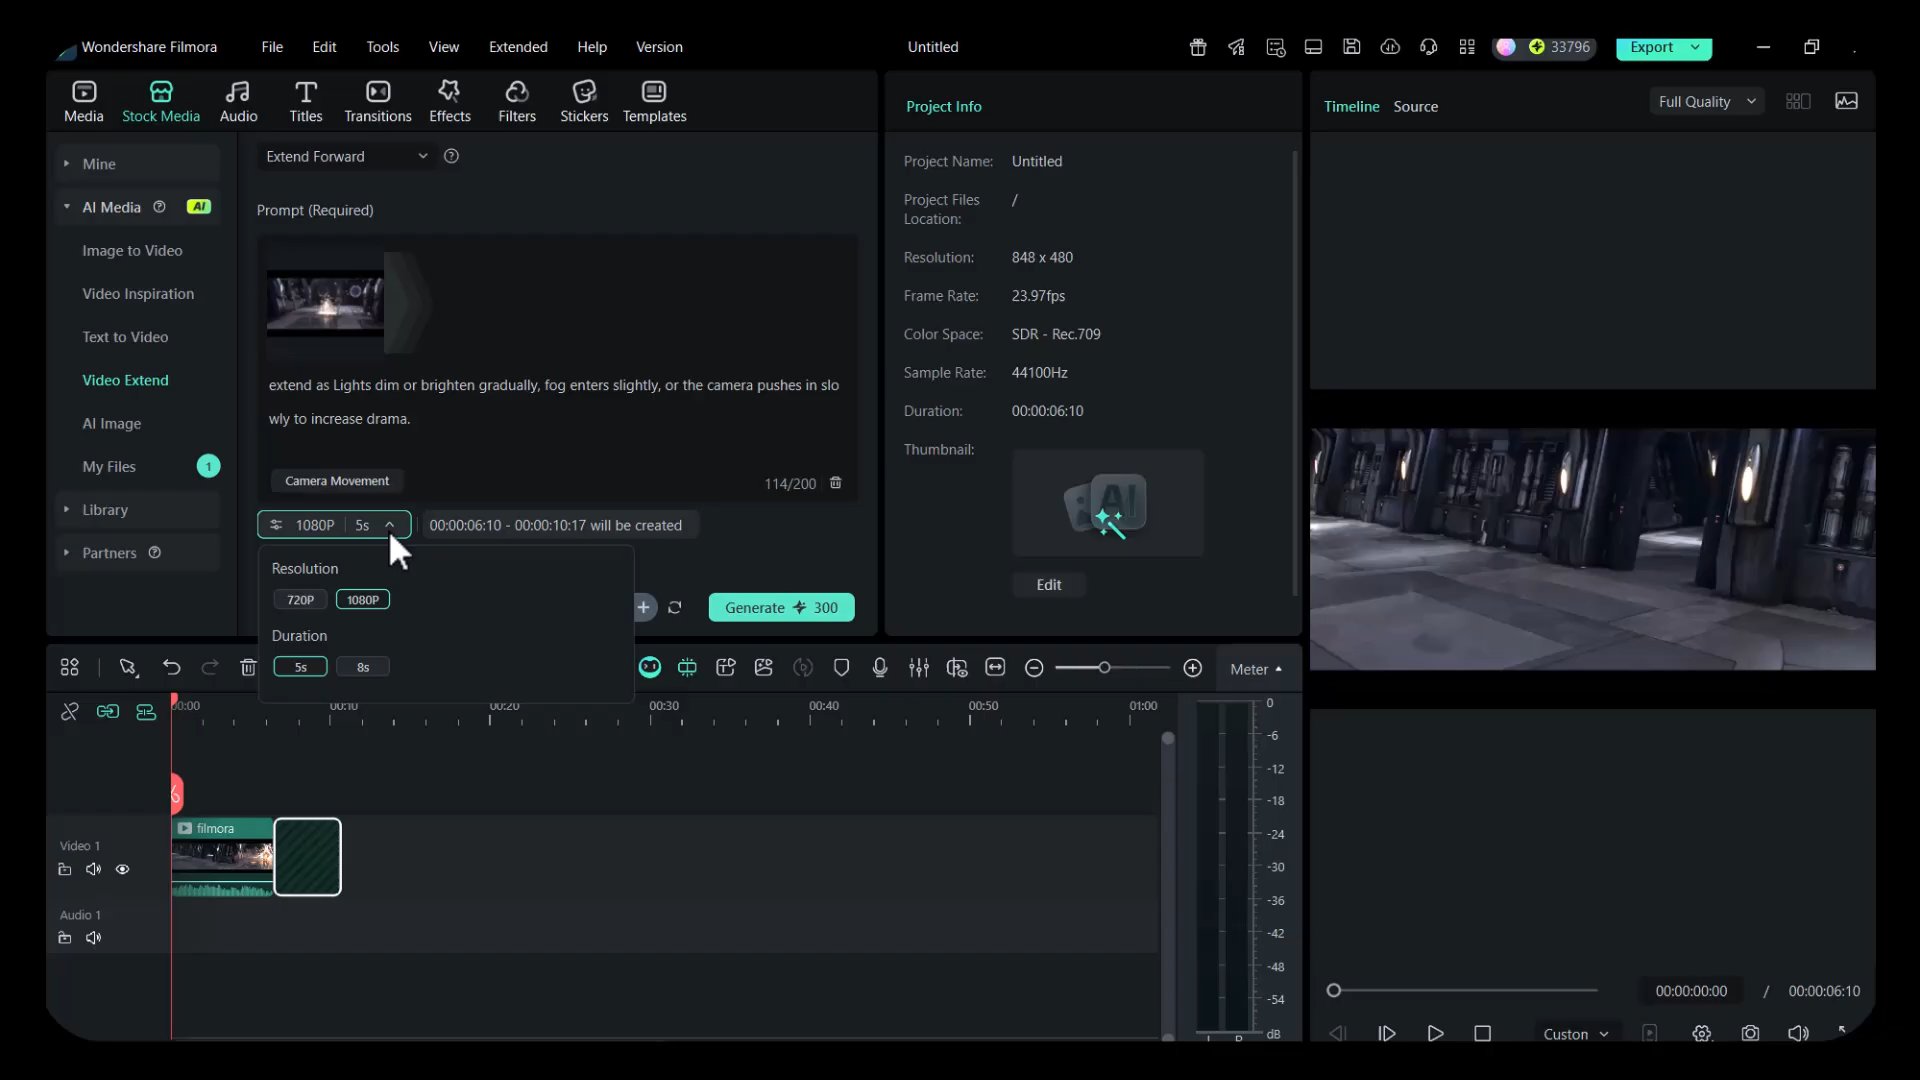 Wondershare Filmora
File
Edit
Tools
View
Extended
Help
Version
Untitled
33796
Export
Media
Stock Media
Audio
Titles
Transitions
Effects
Filters
Stickers
Templates
Mine
AI Media
AI
Image to Video
Video Inspiration
Text to Video
Video Extend
AI Image
My Files
1
Library
Partners
Extend Forward
Prompt (Required)
extend as Lights dim or brighten gradually, fog enters slightly, or the camera pushes in slo
wly to increase drama.
Camera Movement
114/200
1080P
5s
00:00:06:10 - 00:00:10:17 will be created
Resolution
720P
1080P
Duration
5s
8s
Generate
300
Project Info
Project Name:
Untitled
Project Files
Location:
/
Resolution:
848 x 480
Frame Rate:
23.97fps
Color Space:
SDR - Rec.709
Sample Rate:
44100Hz
Duration:
00:00:06:10
Thumbnail:
AI
Edit
Timeline
Source
Full Quality
00:00:00:00
/
00:00:06:10
Custon
Meter
00:00
00:10
00:20
00:30
00:40
00:50
01:00
filmora
Video 1
Audio 1
0
-6
-12
-18
-24
-30
-36
-42
-48
-54
dB